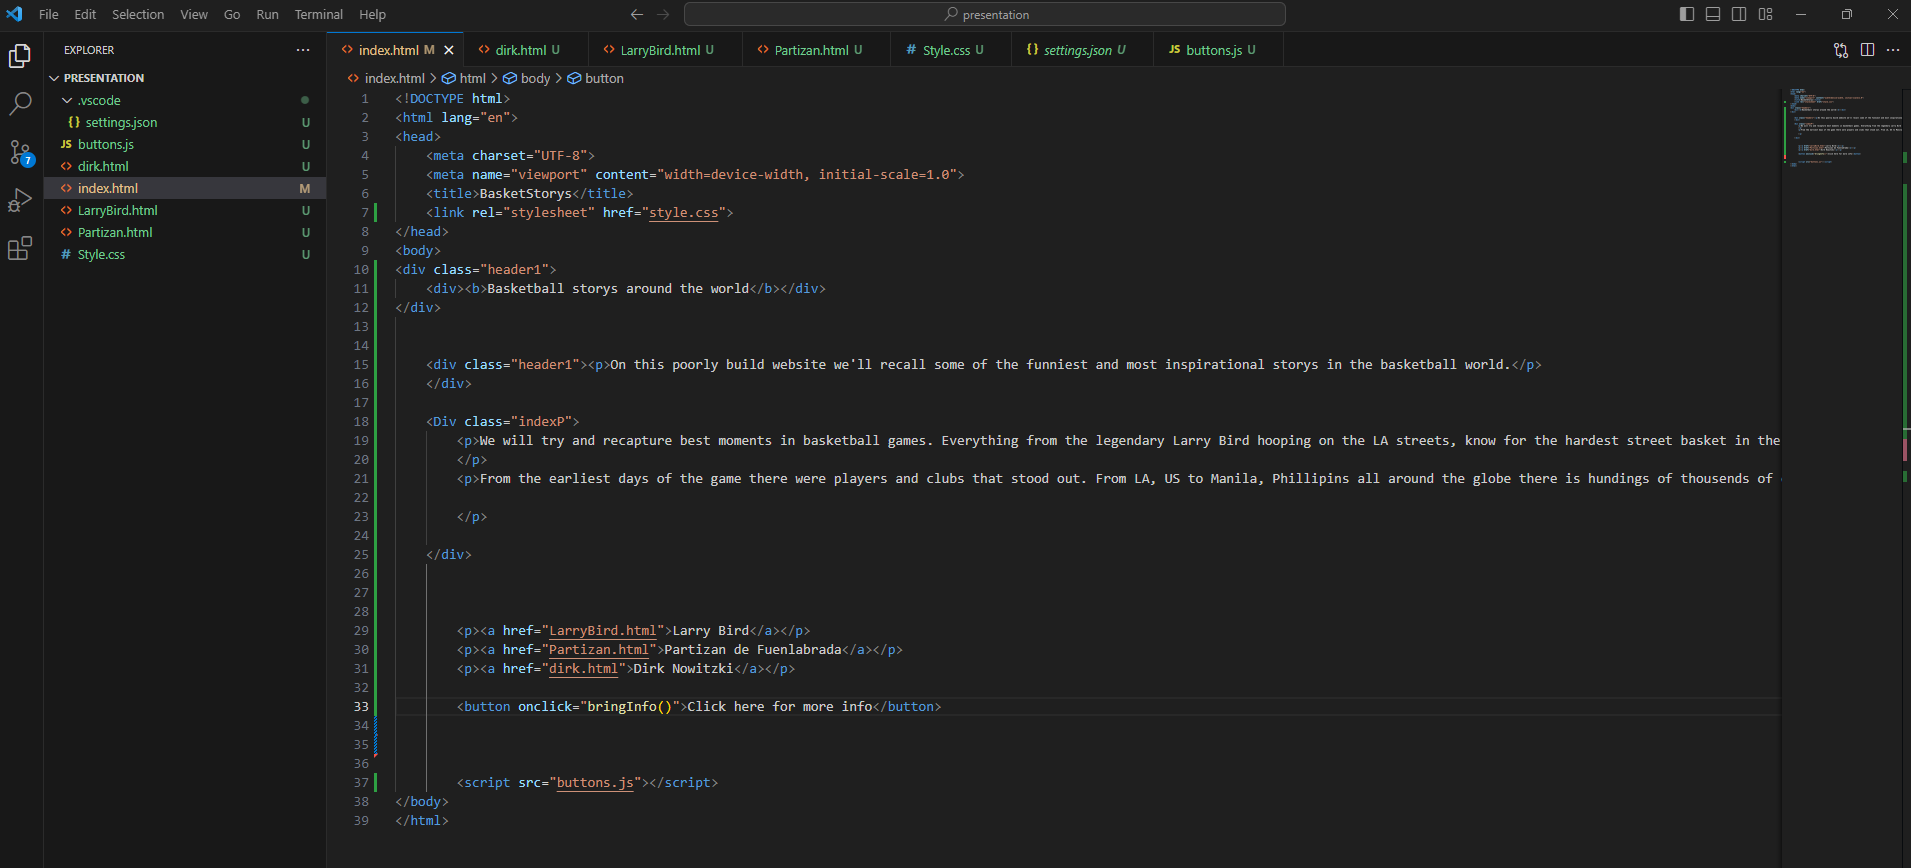 File Edit Selection View Go Run Terminal Help
presentation
EXPLORER
PRESENTATION
.vscode
{} settings.json U
JS buttons.js U
<> dirk.html U
<> index.html M
<> LarryBird.html U
<> Partizan.html U
# Style.css U
7
<> index.html M
<> dirk.html U
<> LarryBird.html U
<> Partizan.html U
# Style.css U
{} settings.json U
JS buttons.js U
<> index.html > html > body > button
1 <!DOCTYPE html>
2 <html lang="en">
3 <head>
4 <meta charset="UTF-8">
5 <meta name="viewport" content="width=device-width, initial-scale=1.0">
6 <title>BasketStorys</title>
7 <link rel="stylesheet" href="style.css">
8 </head>
9 <body>
10 <div class="header1">
11 <div><b>Basketball storys around the world</b></div>
12 </div>
13
14
15 <div class="header1"><p>On this poorly build website we'll recall some of the funniest and most inspirational storys in the basketball world.</p>
16 </div>
17
18 <Div class="indexP">
19 <p>We will try and recapture best moments in basketball games. Everything from the legendary Larry Bird hooping on the LA streets, know for the hardest street basket in the
20 </p>
21 <p>From the earliest days of the game there were players and clubs that stood out. From LA, US to Manila, Phillipins all around the globe there is hundings of thousends of
22
23 </p>
24
25 </div>
26
27
28
29 <p><a href="LarryBird.html">Larry Bird</a></p>
30 <p><a href="Partizan.html">Partizan de Fuenlabrada</a></p>
31 <p><a href="dirk.html">Dirk Nowitzki</a></p>
32
33 <button onclick="bringInfo()">Click here for more info</button>
34
35
36
37 <script src="buttons.js"></script>
38 </body>
39 </html>